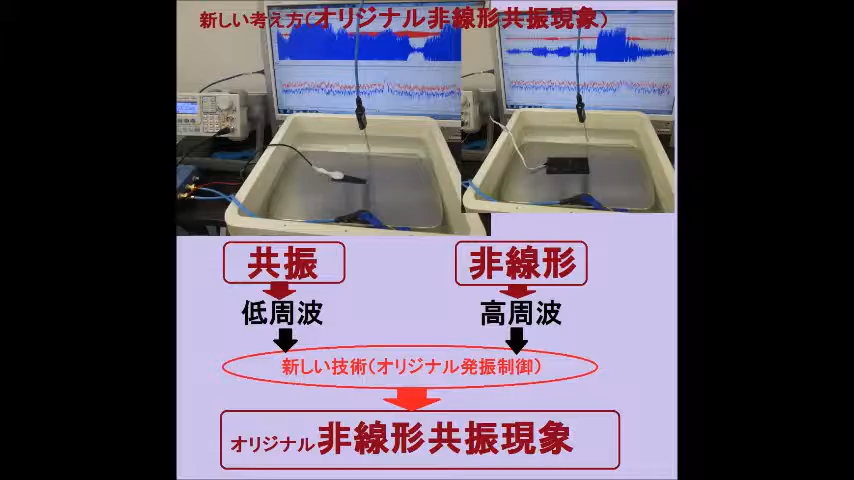 新しい考え方(オリジナル非線形共振現象)
共振
非線形
低周波
高周波
新しい技術(オリジナル発振制御)
オリジナル非線形共振現象